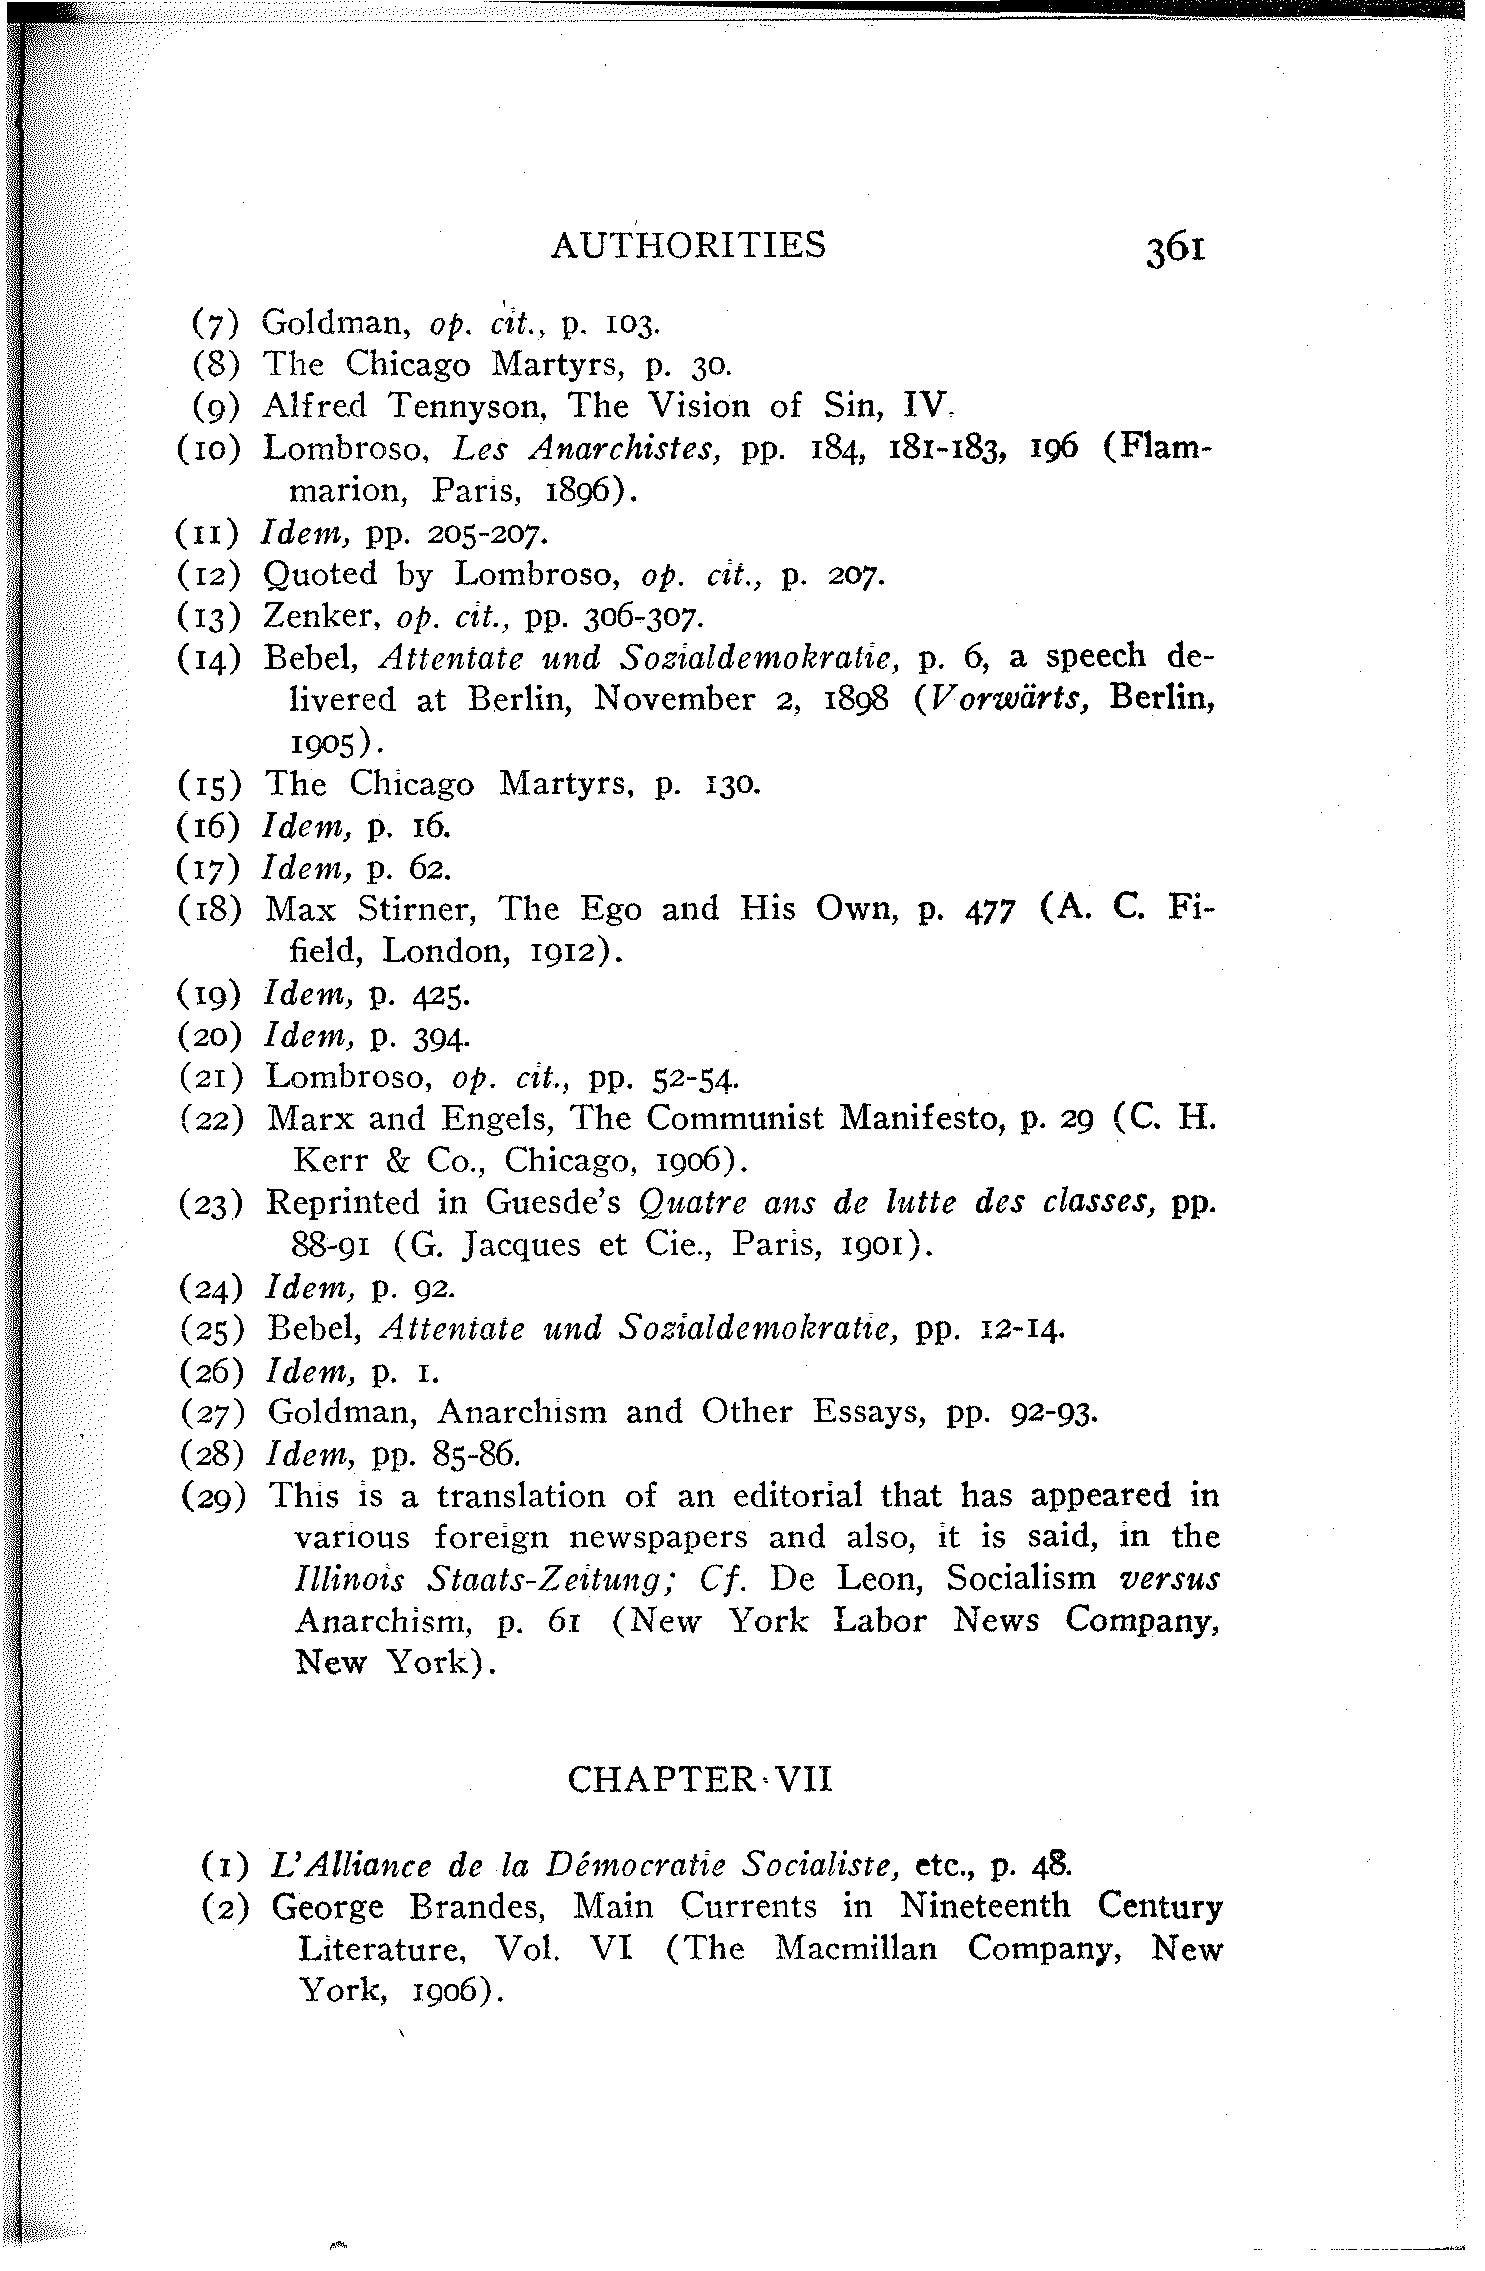 AUTHORITIES 361
(7) Goldman, op. cit., p. 103.
(8) The Chicago Martyrs, p. 30.
(9) Alfred Tennyson, The Vision of Sin, IV.
(10) Lombroso, Les Anarchistes, pp. 184, 181-183, 196 (Flam-
marion, Paris, 1896).
(11) Idem, pp. 205-207.
(12) Quoted by Lombroso, op. cit., p. 207.
(13) Zenker, op. cit., pp. 306-307.
(14) Bebel, Attentate und Sozialdemokratie, p. 6, a speech de-
livered at Berlin, November 2, 1898 (Vorwärts, Berlin,
1905).
(15) The Chicago Martyrs, p. 130.
(16) Idem, p. 16.
(17) Idem, p. 62.
(18) Max Stirner, The Ego and His Own, p. 477 (A. C. Fi-
field, London, 1912).
(19) Idem, p. 425.
(20) Idem, p. 394.
(21) Lombroso, op. cit., pp. 52-54.
(22) Marx and Engels, The Communist Manifesto, p. 29 (C. H.
Kerr & Co., Chicago, 1906).
(23) Reprinted in Guesde's Quatre ans de lutte des classes, pp.
88-91 (G. Jacques et Cie., Paris, 1901).
(24) Idem, p. 92.
(25) Bebel, Attentate und Sozialdemokratie, pp. 12-14.
(26) Idem, p. 1.
(27) Goldman, Anarchism and Other Essays, pp. 92-93.
(28) Idem, pp. 85-86.
(29) This is a translation of an editorial that has appeared in
various foreign newspapers and also, it is said, in the
Illinois Staats-Zeitung; Cf. De Leon, Socialism versus
Anarchism, p. 61 (New York Labor News Company,
New York).
CHAPTER VII
(1) L'Alliance de la Démocratie Socialiste, etc., p. 48.
(2) George Brandes, Main Currents in Nineteenth Century
Literature, Vol. VI (The Macmillan Company, New
York, 1906).